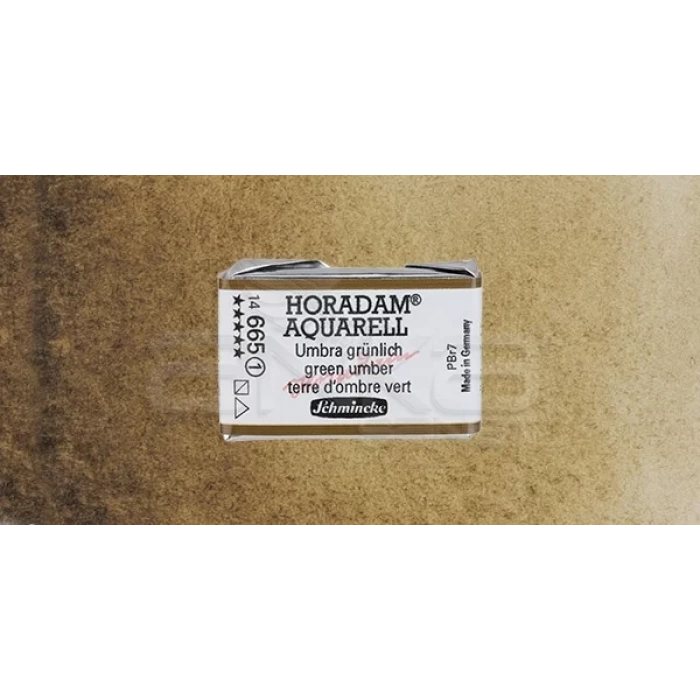 HORADAM®
AQUARELL
Umbra grünlich
green umber
terre d'ombre vert
Schmincke
14 ★★★★★
665 ①
PBr7
Made in Germany